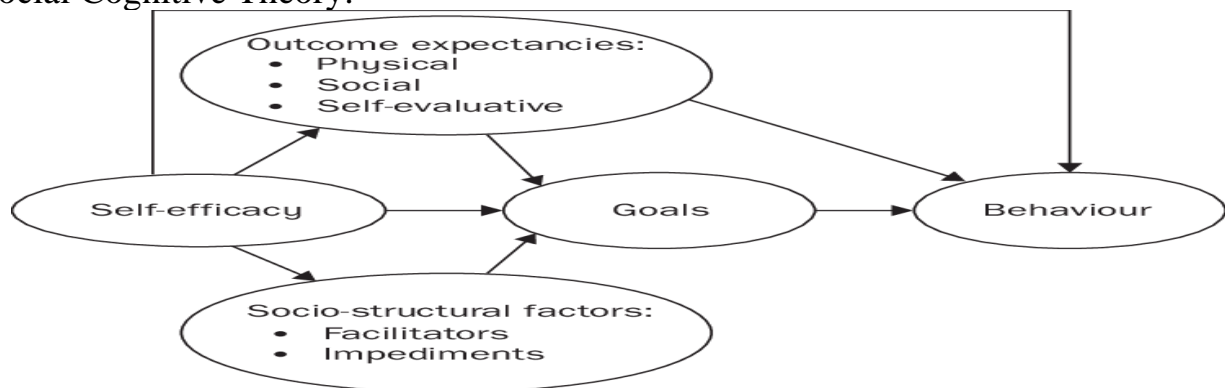 Outcome expectancies:
• Physical
• Social
• Self-evaluative
Self-efficacy
Goals
Behaviour
Socio-structural factors:
• Facilitators
• Impediments